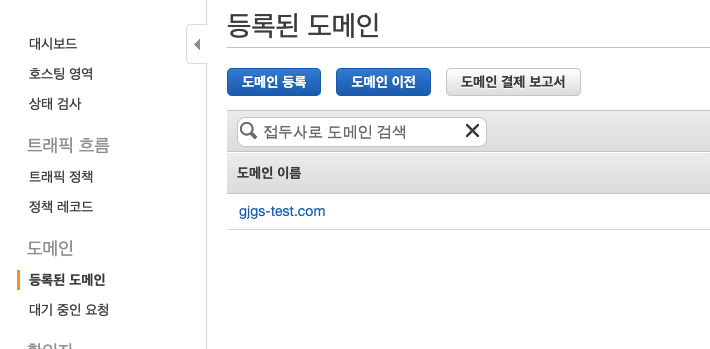 대시보드
호스팅 영역
상태 검사
트래픽 흐름
트래픽 정책
정책 레코드
도메인
등록된 도메인
대기 중인 요청
등록된 도메인
도메인 등록 도메인 이전 도메인 결제 보고서
접두사로 도메인 검색
도메인 이름
gjgs-test.com